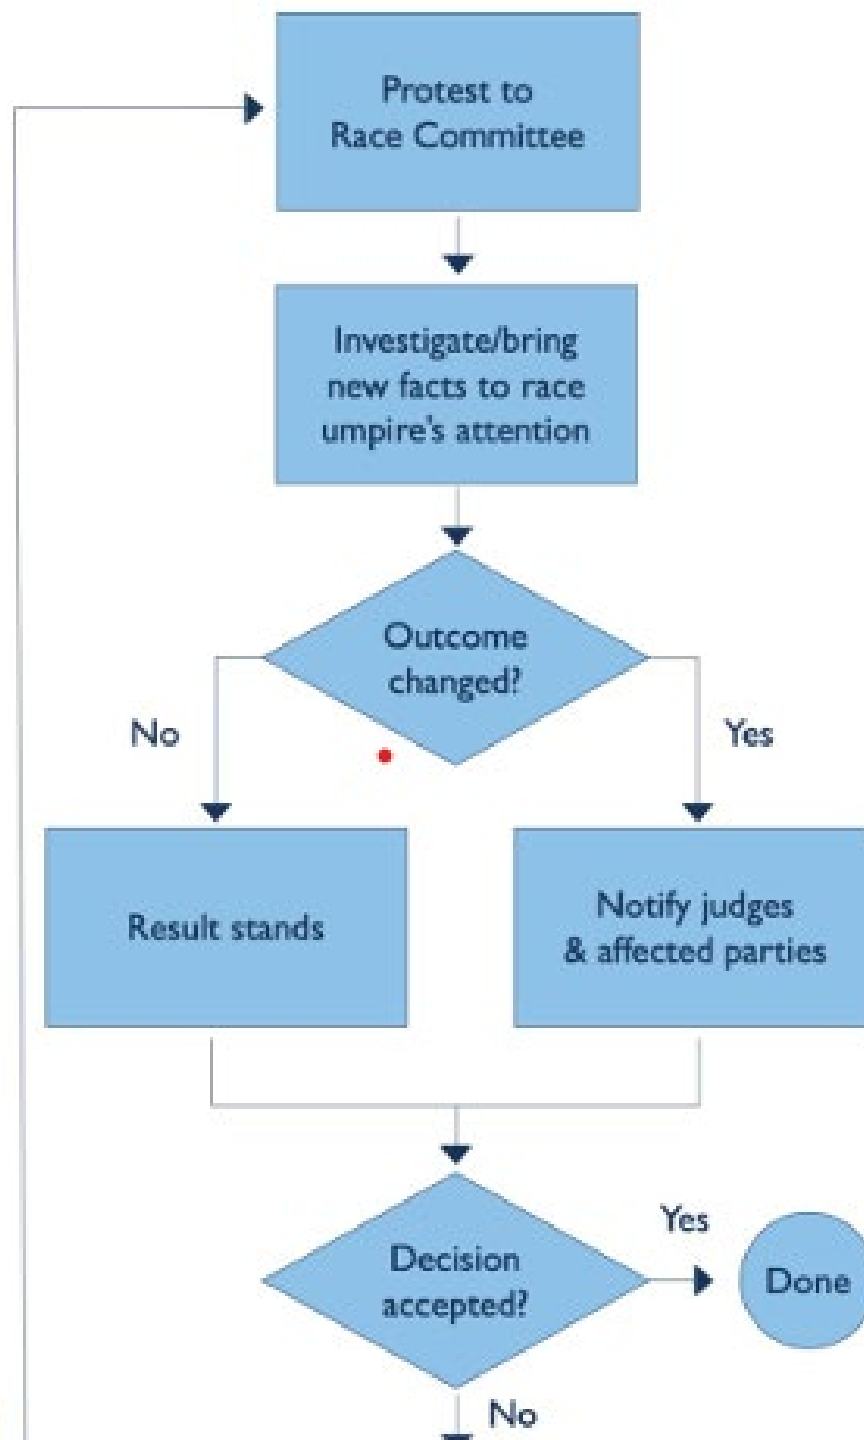 Protest to
Race Committee
Investigate/bring
new facts to race
umpire's attention
Outcome
changed?
No
Yes
Result stands
Notify judges
& affected parties
Decision
accepted?
Yes
Done
No